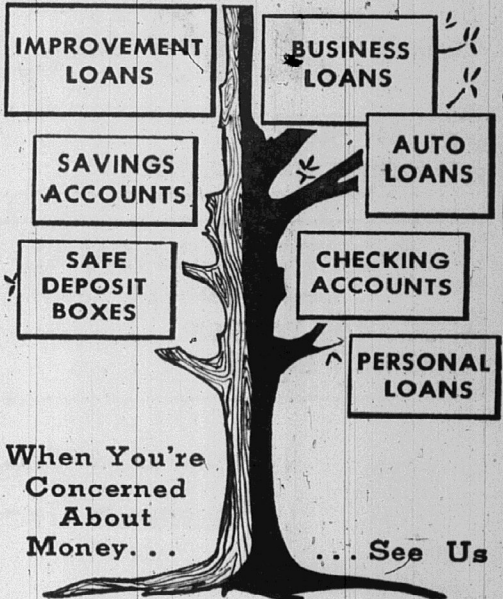 IMPROVEMENT
LOANS
BUSINESS
LOANS
AUTO
LOANS
SAVINGS
ACCOUNTS
SAFE
DEPOSIT
BOXES
CHECKING
ACCOUNTS
PERSONAL
LOANS
When You're
Concerned
About
Money...
...See Us